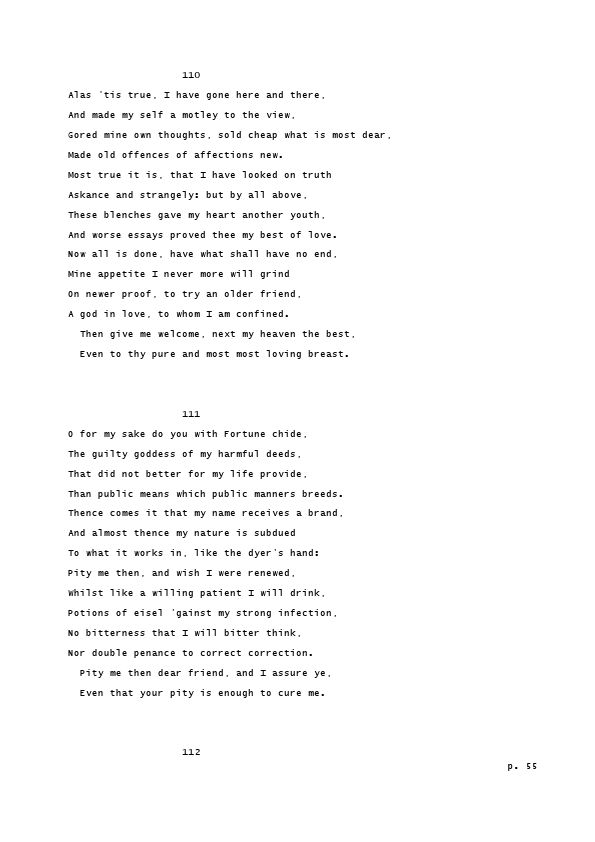 110
Alas 'tis true, I have gone here and there,
And made my self a motley to the view,
Gored mine own thoughts, sold cheap what is most dear,
Made old offences of affections new.
Most true it is, that I have looked on truth
Askance and strangely: but by all above,
These blenches gave my heart another youth,
And worse essays proved thee my best of love.
Now all is done, have what shall have no end,
Mine appetite I never more will grind
On newer proof, to try an older friend,
A god in love, to whom I am confined.
Then give me welcome, next my heaven the best,
Even to thy pure and most most loving breast.
111
O for my sake do you with Fortune chide,
The guilty goddess of my harmful deeds,
That did not better for my life provide,
Than public means which public manners breeds.
Thence comes it that my name receives a brand,
And almost thence my nature is subdued
To what it works in, like the dyer's hand:
Pity me then, and wish I were renewed,
Whilst like a willing patient I will drink,
Potions of eisel 'gainst my strong infection,
No bitterness that I will bitter think,
Nor double penance to correct correction.
Pity me then dear friend, and I assure ye,
Even that your pity is enough to cure me.
112
p. 55